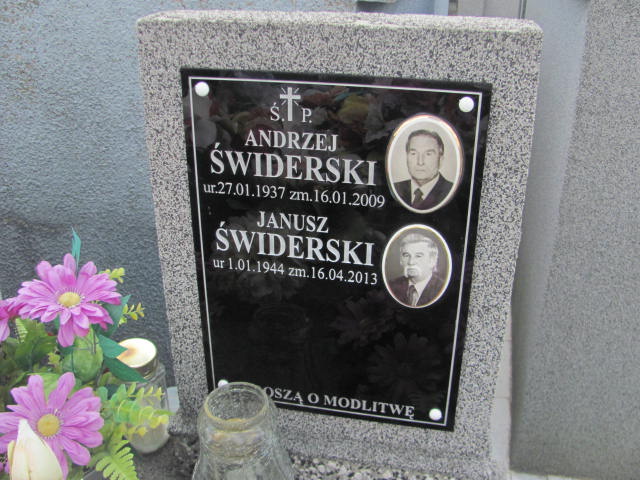 Ś. P.
ANDRZEJ
ŚWIDERSKI
ur.27.01.1937 zm.16.01.2009
JANUSZ
ŚWIDERSKI
ur 1.01.1944 zm.16.04.2013
O MODLITWĘ